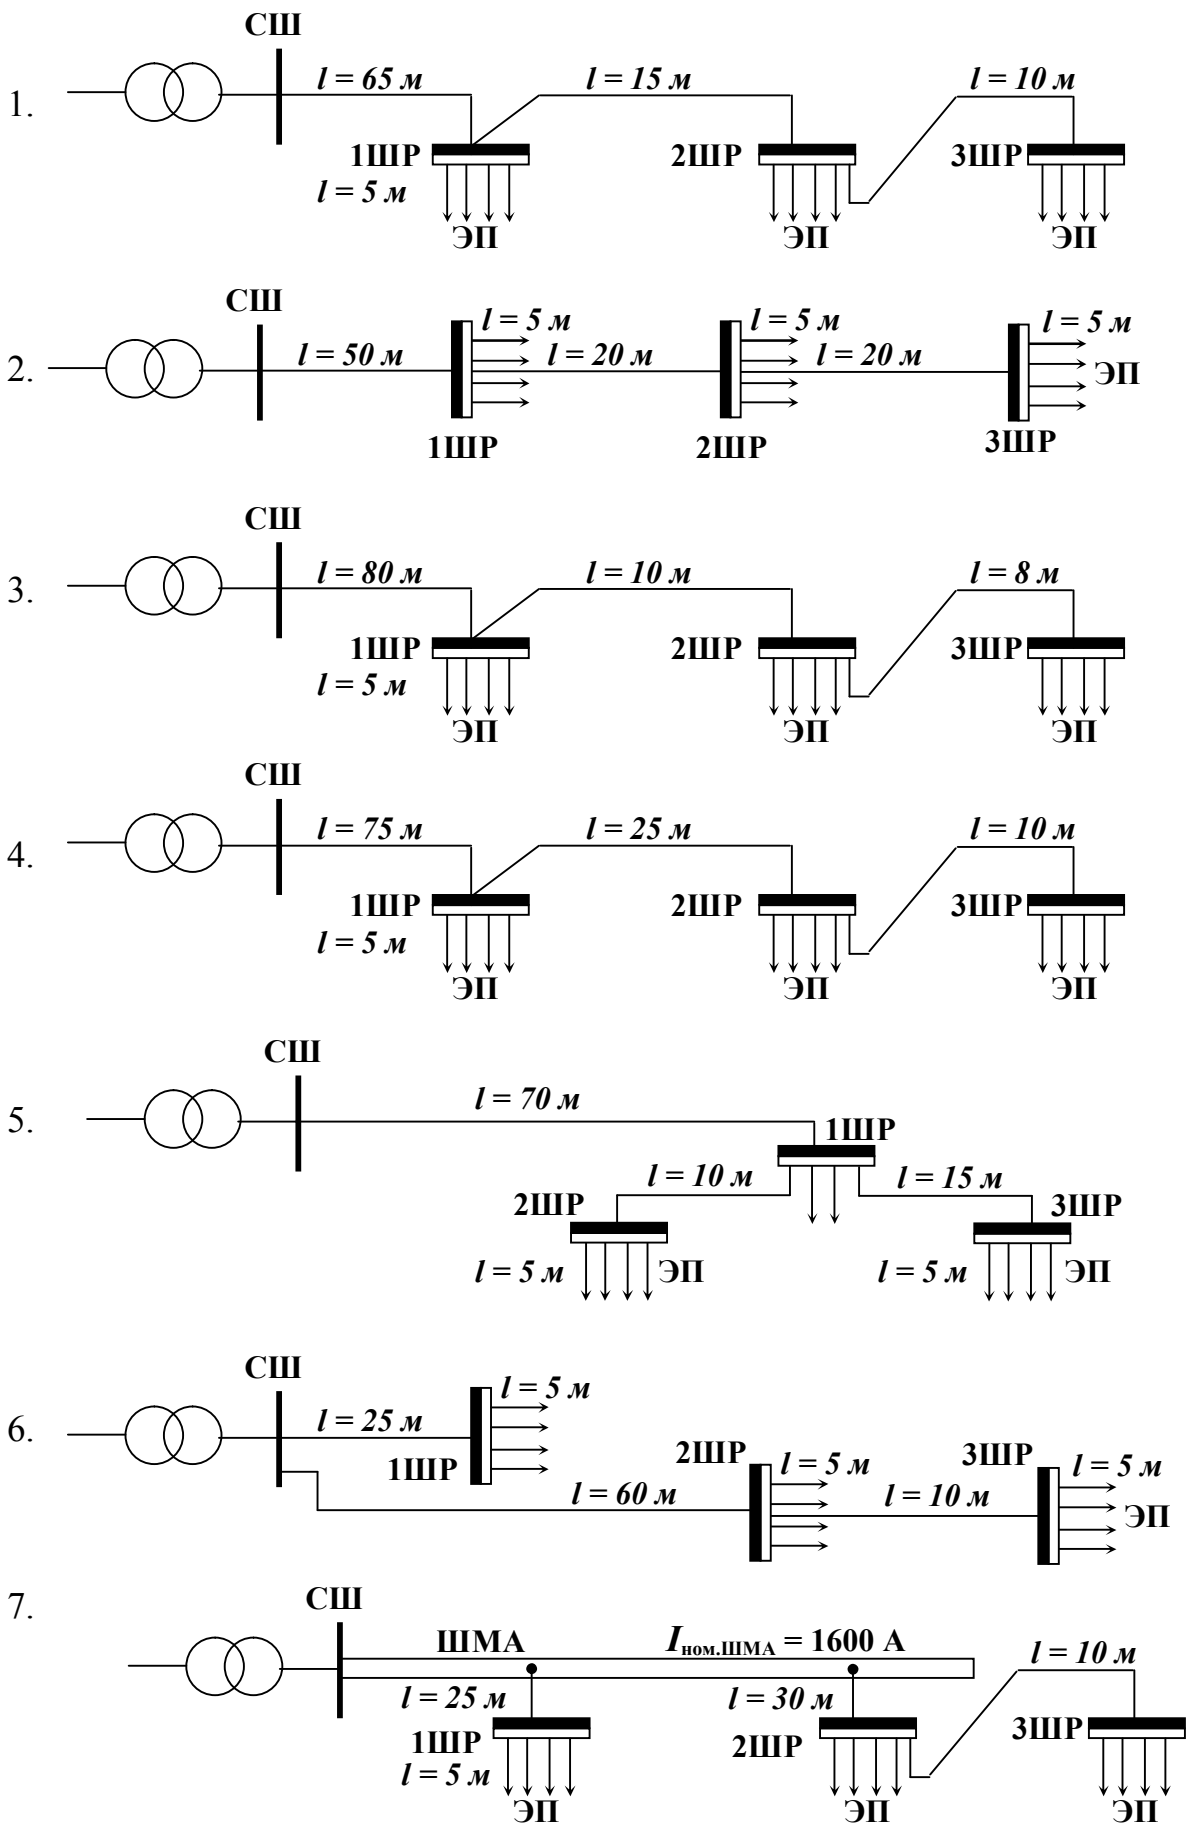 СШ
l = 65 м l = 15 м l = 10 м
1.
1ШР 2ШР 3ШР
l = 5 м
ЭП ЭП ЭП
СШ
l = 5 м l = 5 м l = 5 м
2. l = 50 м l = 20 м l = 20 м ЭП
1ШР 2ШР 3ШР
СШ
3. l = 80 м l = 10 м l = 8 м
1ШР 2ШР 3ШР
l = 5 м
ЭП ЭП ЭП
СШ
4. l = 75 м l = 25 м l = 10 м
1ШР 2ШР 3ШР
l = 5 м
ЭП ЭП ЭП
СШ
5. l = 70 м
1ШР
l = 10 м l = 15 м
2ШР 3ШР
l = 5 м ЭП l = 5 м ЭП
СШ
l = 5 м
6. l = 25 м
1ШР 2ШР l = 5 м 3ШР l = 5 м
l = 60 м l = 10 м ЭП
7. СШ
ШМА Iном.ШМА = 1600 А l = 10 м
l = 25 м l = 30 м
1ШР 2ШР 3ШР
l = 5 м
ЭП ЭП ЭП